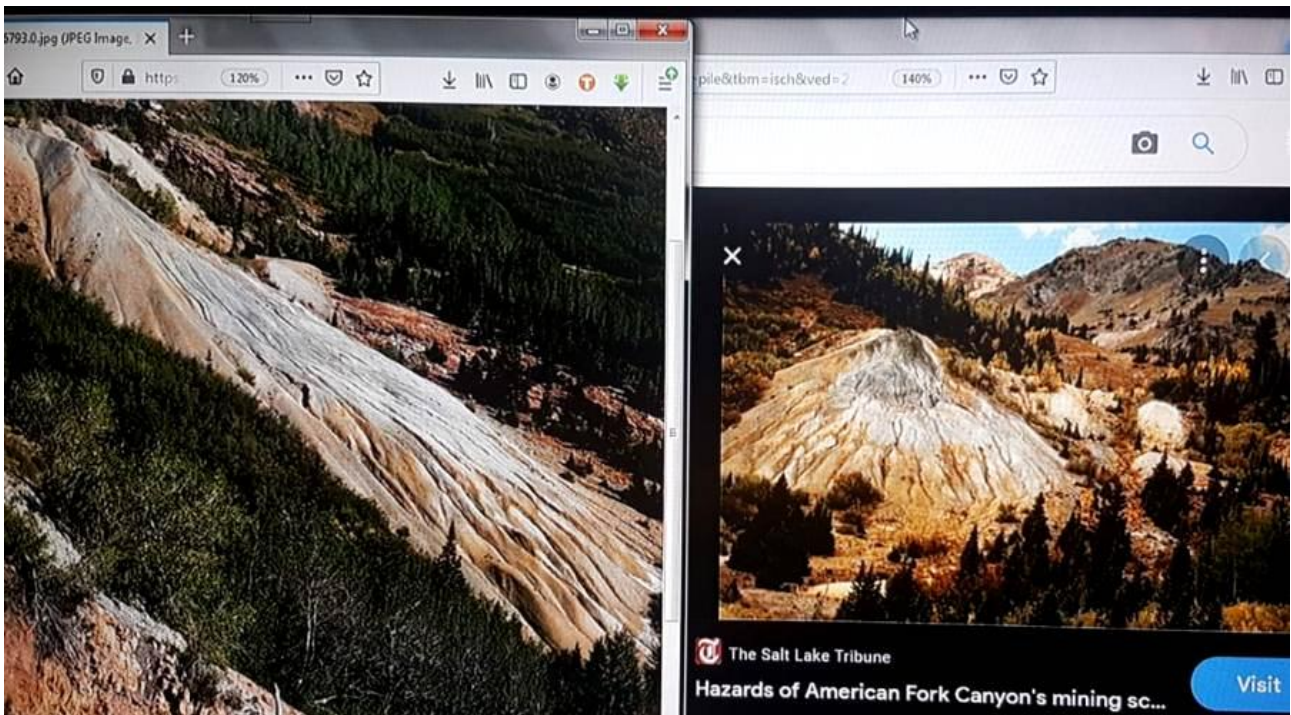 5793.0.jpg (JPEG Image,
https
120%
pile&tbm=isch&ved=2
140%
The Salt Lake Tribune
Hazards of American Fork Canyon's mining sc...
Visit